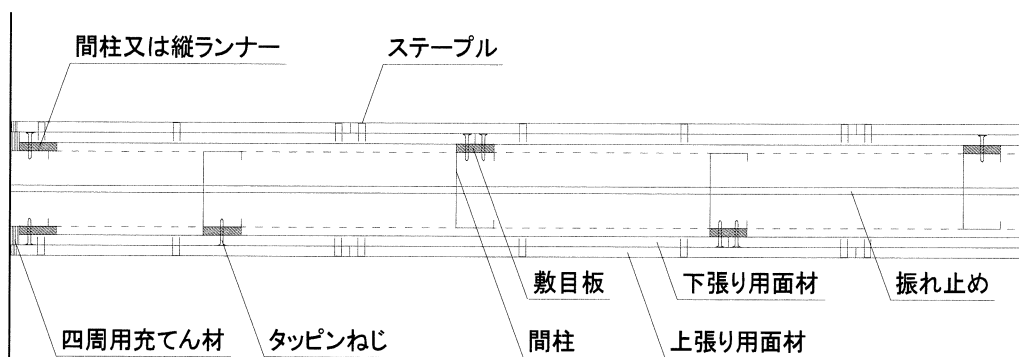 間柱又は縦ランナー
ステープル
敷目板
下張り用面材
振れ止め
四周用充てん材
タッピンねじ
間柱
上張り用面材